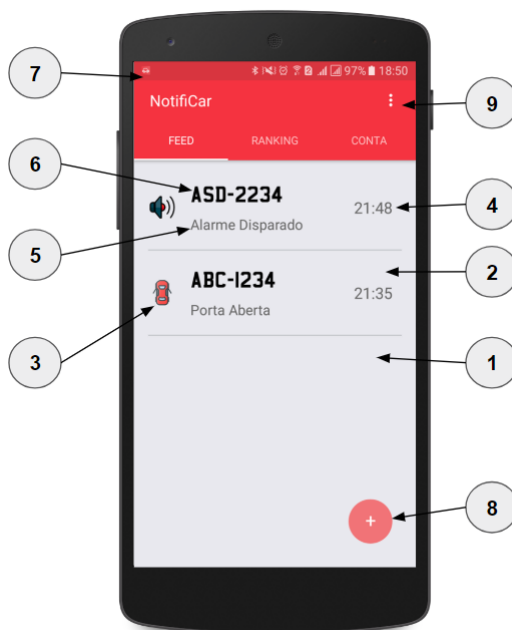 7
97% 18:50
NotifiCar
9
FEED RANKING CONTA
6
ASD-2234
21:48
4
5
Alarme Disparado
2
ABC-1234
21:35
Porta Aberta
3
1
+
8